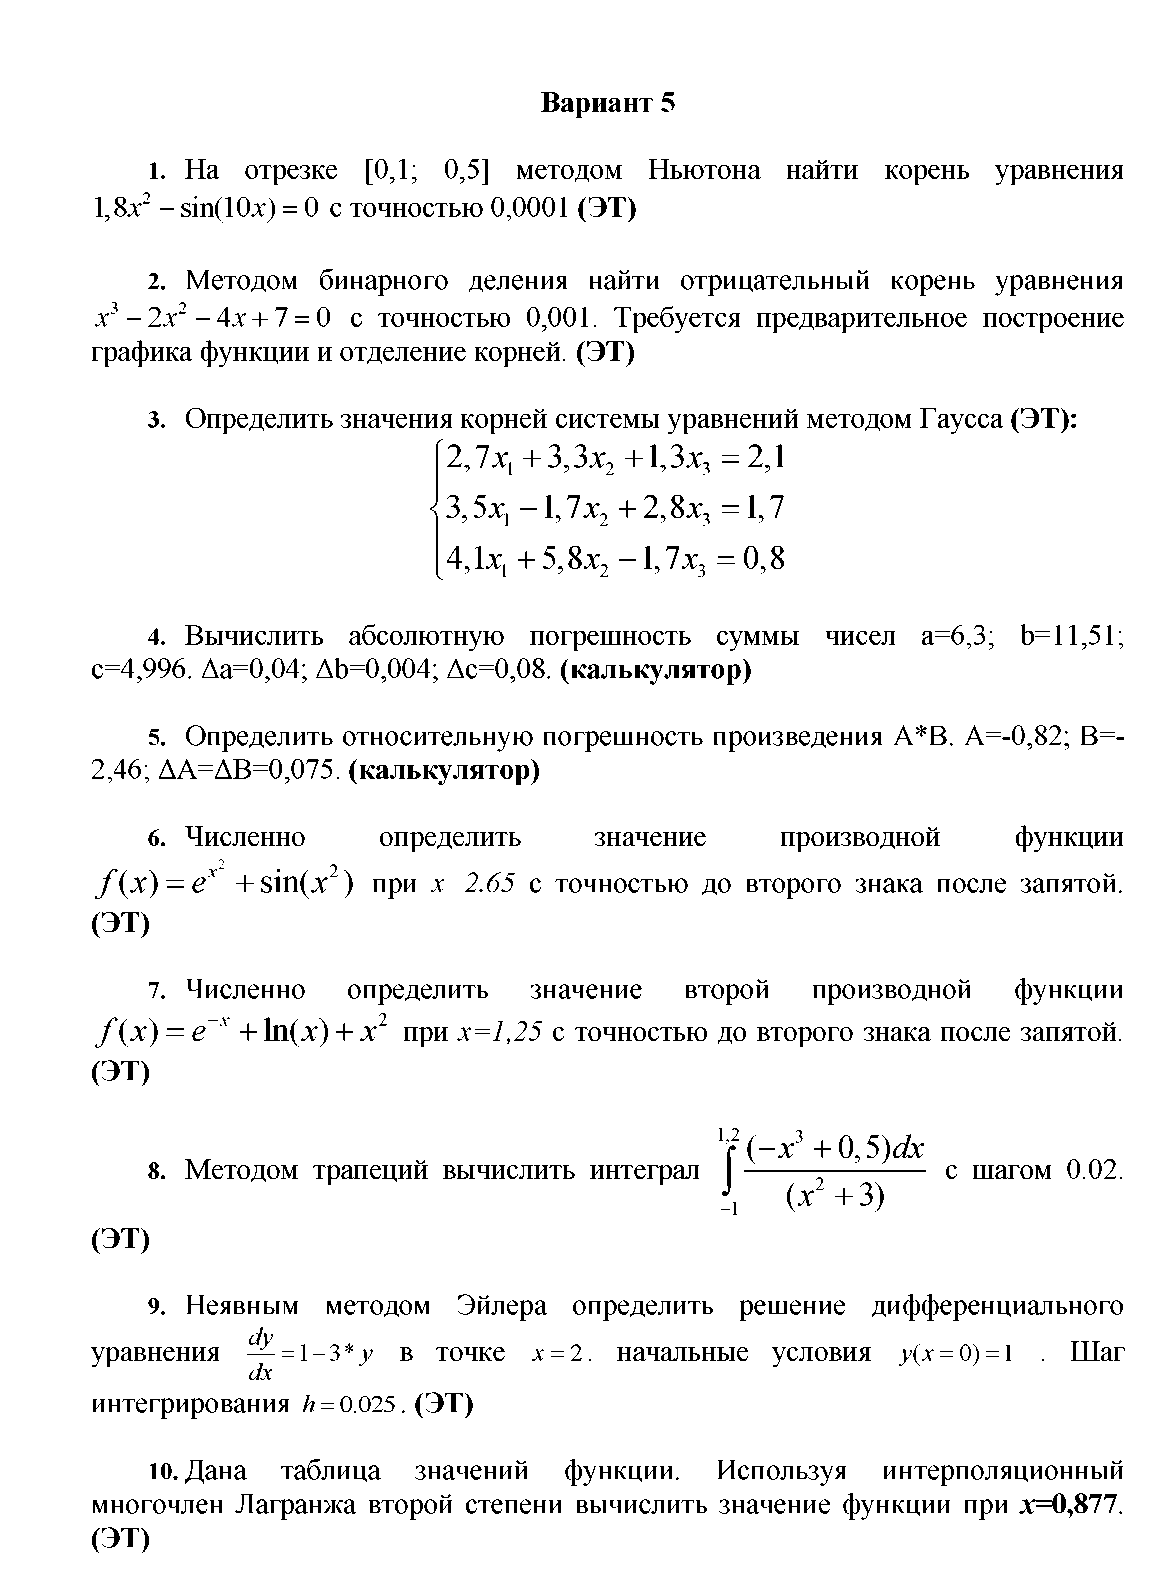 Вариант 5
1. На отрезке [0,1; 0,5] методом Ньютона найти корень уравнения
1,8x² − sin(10x) = 0 с точностью 0,0001 (ЭТ)
2. Методом бинарного деления найти отрицательный корень уравнения
x³ − 2x² − 4x + 7 = 0 с точностью 0,001. Требуется предварительное построение
графика функции и отделение корней. (ЭТ)
3. Определить значения корней системы уравнений методом Гаусса (ЭТ):
2,7x₁ + 3,3x₂ + 1,3x₃ = 2,1
3,5x₁ − 1,7x₂ + 2,8x₃ = 1,7
4,1x₁ + 5,8x₂ − 1,7x₃ = 0,8
4. Вычислить абсолютную погрешность суммы чисел a=6,3; b=11,51;
c=4,996. Δa=0,04; Δb=0,004; Δc=0,08. (калькулятор)
5. Определить относительную погрешность произведения A*B. A=-0,82; B=-
2,46; ΔA=ΔB=0,075. (калькулятор)
6. Численно определить значение производной функции
f(x) = e^(x²) + sin(x²) при x 2.65 с точностью до второго знака после запятой.
(ЭТ)
7. Численно определить значение второй производной функции
f(x) = e^(−x) + ln(x) + x² при x=1,25 с точностью до второго знака после запятой.
(ЭТ)
8. Методом трапеций вычислить интеграл ∫₋₁^1,2 (−x³ + 0,5)dx / (x² + 3) с шагом 0.02.
(ЭТ)
9. Неявным методом Эйлера определить решение дифференциального
уравнения dy/dx = 1 − 3 * y в точке x = 2. начальные условия y(x = 0) = 1 . Шаг
интегрирования h = 0.025. (ЭТ)
10. Дана таблица значений функции. Используя интерполяционный
многочлен Лагранжа второй степени вычислить значение функции при x=0,877.
(ЭТ)